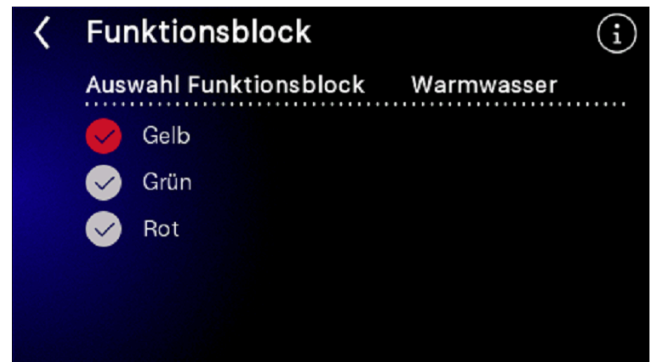 Funktionsblock
Auswahl Funktionsblock Warmwasser
Gelb
Grün
Rot